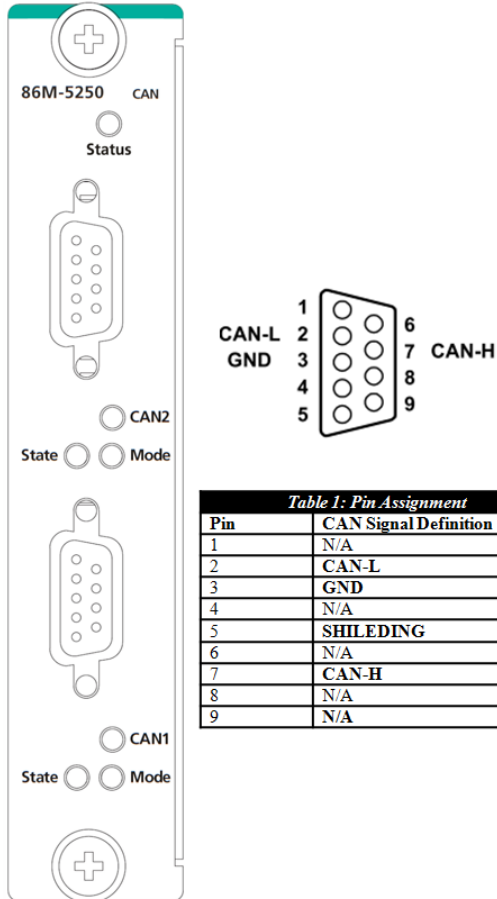 86M-5250 CAN
Status
CAN2
State Mode
CAN1
State Mode
1
6
CAN-L 2
7 CAN-H
GND 3
8
4
9
5
Table 1: Pin Assignment
Pin CAN Signal Definition
1 N/A
2 CAN-L
3 GND
4 N/A
5 SHILEDING
6 N/A
7 CAN-H
8 N/A
9 N/A